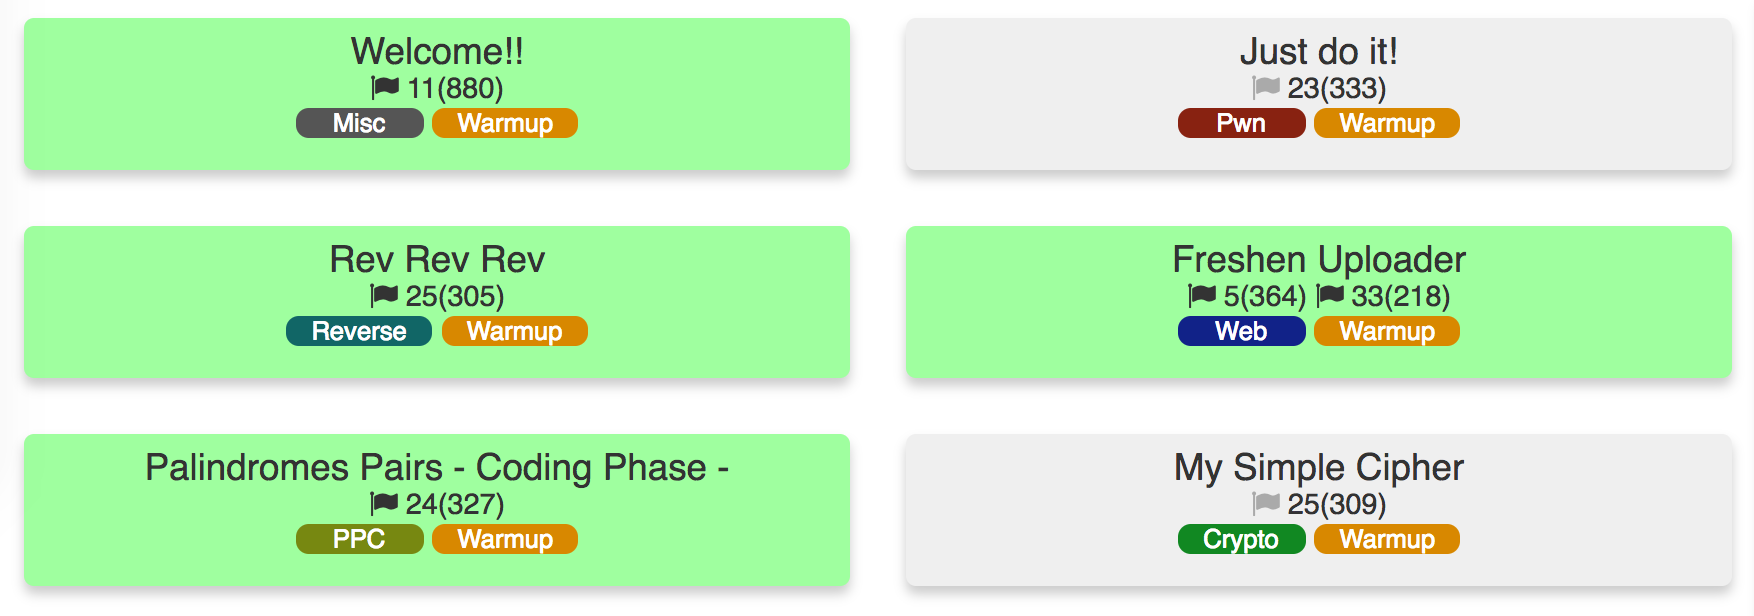 Welcome!!
11(880)
Misc Warmup
Just do it!
23(333)
Pwn Warmup
Rev Rev Rev
25(305)
Reverse Warmup
Freshen Uploader
5(364) 33(218)
Web Warmup
Palindromes Pairs - Coding Phase -
24(327)
PPC Warmup
My Simple Cipher
25(309)
Crypto Warmup